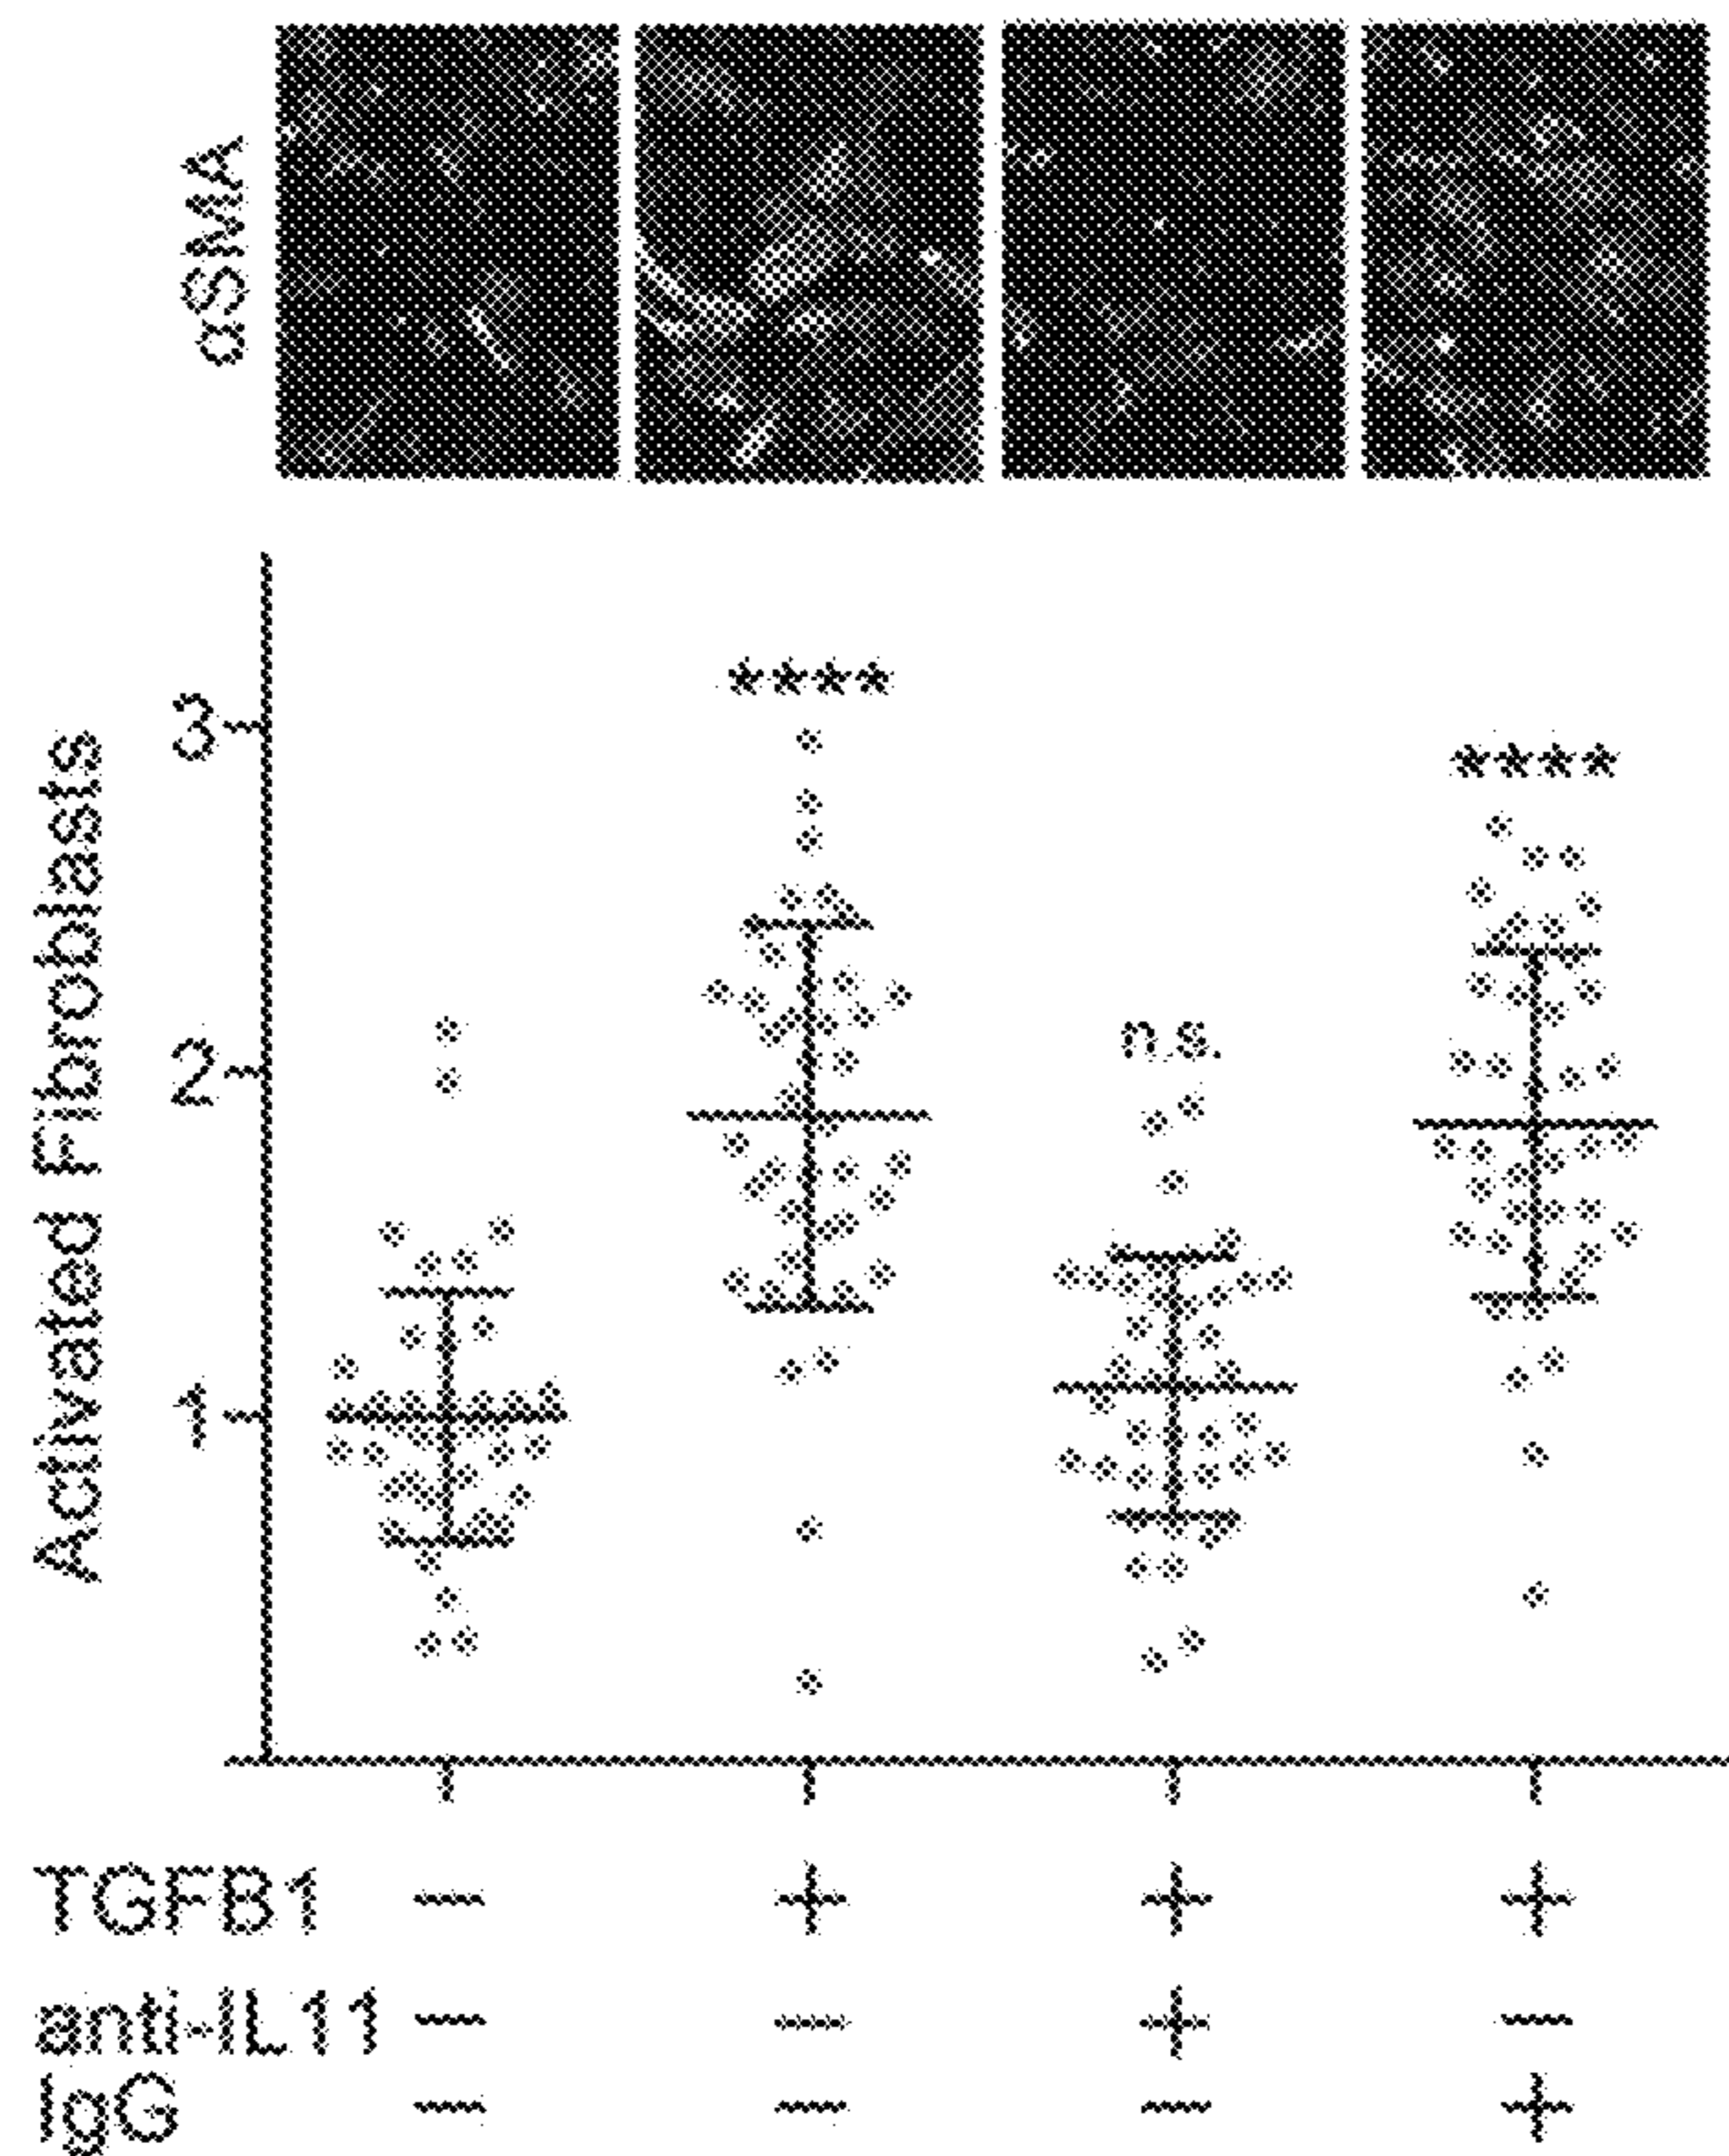 αSMA
Activated Fibroblasts
3
2
1
****
n.s.
****
TGFB1 – + + +
anti-IL11 – – + –
IgG – – – +